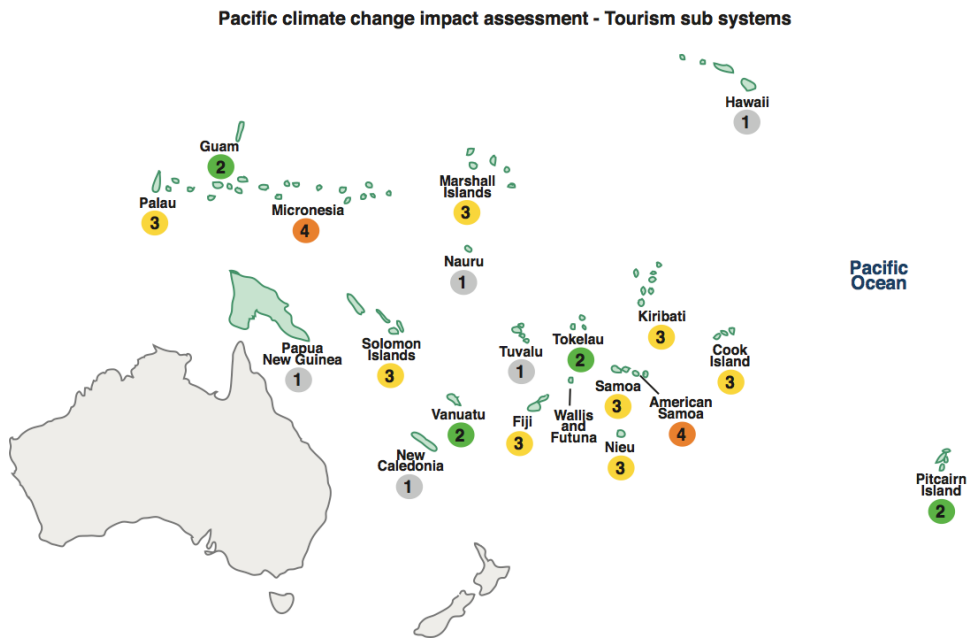 Pacific climate change impact assessment - Tourism sub systems
Hawaii
1
Guam
2
Palau
3
Micronesia
4
Marshall
Islands
3
Nauru
1
Pacific
Ocean
Kiribati
3
Papua
New Guinea
1
Solomon
Islands
3
Tuvalu
1
Tokelau
2
Cook
Island
3
Samoa
3
American
Samoa
4
Vanuatu
2
Fiji
3
Wallis
and
Futuna
Nieu
3
New
Caledonia
1
Pitcairn
Island
2